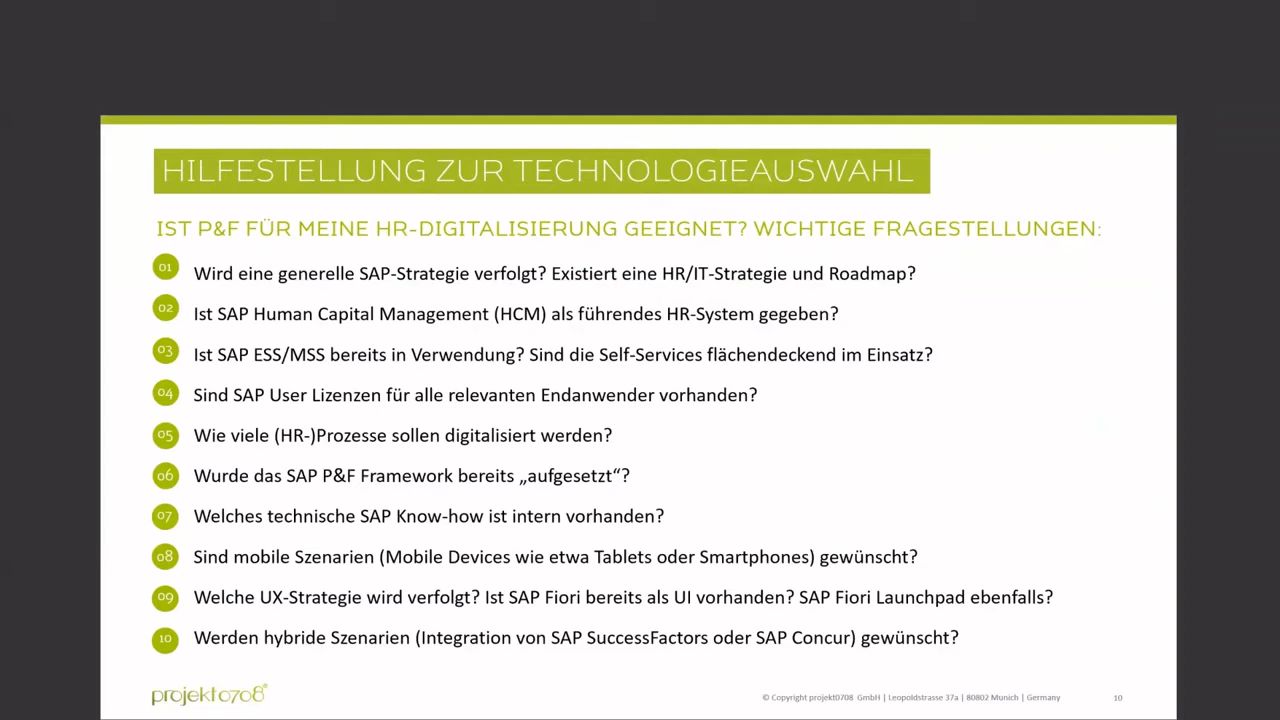 HILFESTELLUNG ZUR TECHNOLOGIEAUSWAHL
IST P&F FÜR MEINE HR-DIGITALISIERUNG GEEIGNET? WICHTIGE FRAGESTELLUNGEN:
01 Wird eine generelle SAP-Strategie verfolgt? Existiert eine HR/IT-Strategie und Roadmap?
02 Ist SAP Human Capital Management (HCM) als führendes HR-System gegeben?
03 Ist SAP ESS/MSS bereits in Verwendung? Sind die Self-Services flächendeckend im Einsatz?
04 Sind SAP User Lizenzen für alle relevanten Endanwender vorhanden?
05 Wie viele (HR-)Prozesse sollen digitalisiert werden?
06 Wurde das SAP P&F Framework bereits „aufgesetzt“?
07 Welches technische SAP Know-how ist intern vorhanden?
08 Sind mobile Szenarien (Mobile Devices wie etwa Tablets oder Smartphones) gewünscht?
09 Welche UX-Strategie wird verfolgt? Ist SAP Fiori bereits als UI vorhanden? SAP Fiori Launchpad ebenfalls?
10 Werden hybride Szenarien (Integration von SAP SuccessFactors oder SAP Concur) gewünscht?
projekt0708® © Copyright projekt0708 GmbH | Leopoldstrasse 37a | 80802 Munich | Germany 10